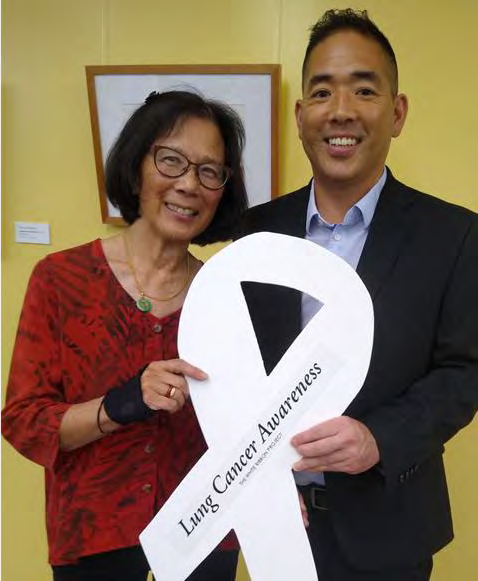 Lung Cancer Awareness
THE WHITE RIBBON PROJECT